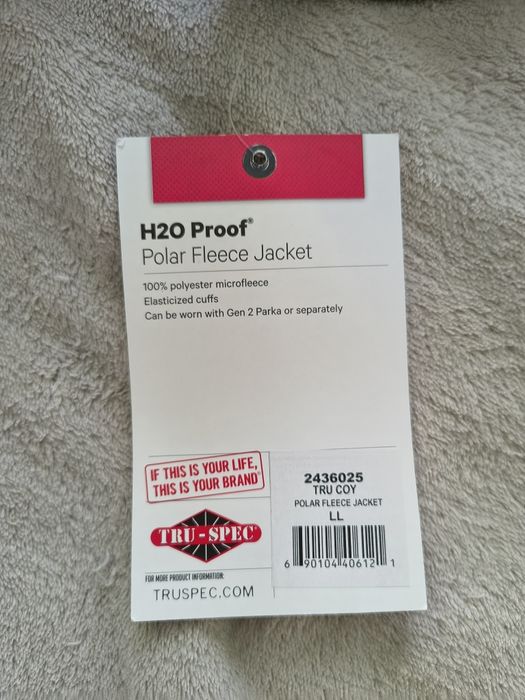 H2O Proof®
Polar Fleece Jacket
100% polyester microfleece
Elasticized cuffs
Can be worn with Gen 2 Parka or separately
IF THIS IS YOUR LIFE,
THIS IS YOUR BRAND®
TRU-SPEC®
FOR MORE PRODUCT INFORMATION:
TRUSPEC.COM
2436025
TRU COY
POLAR FLEECE JACKET
LL
6 90104 40612 1